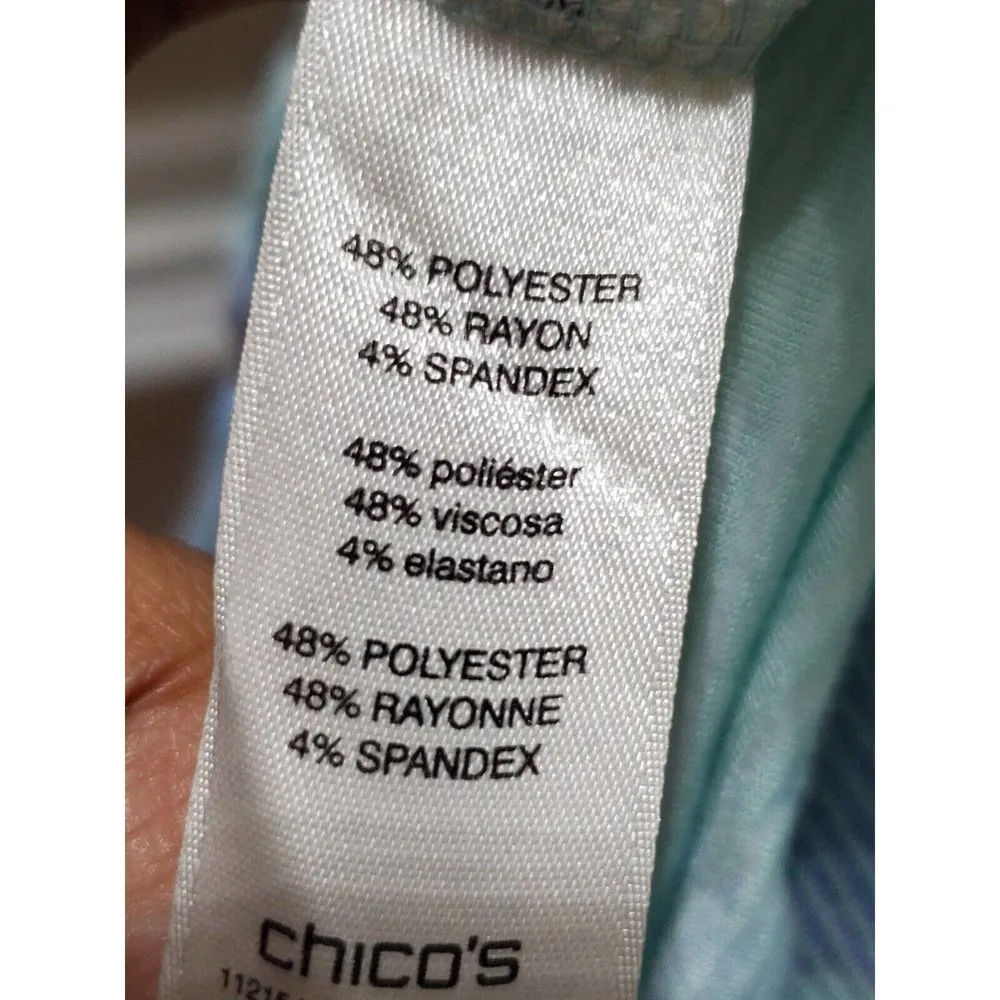 48% POLYESTER
48% RAYON
4% SPANDEX
48% poliéster
48% viscosa
4% elastano
48% POLYESTER
48% RAYONNE
4% SPANDEX
chico's